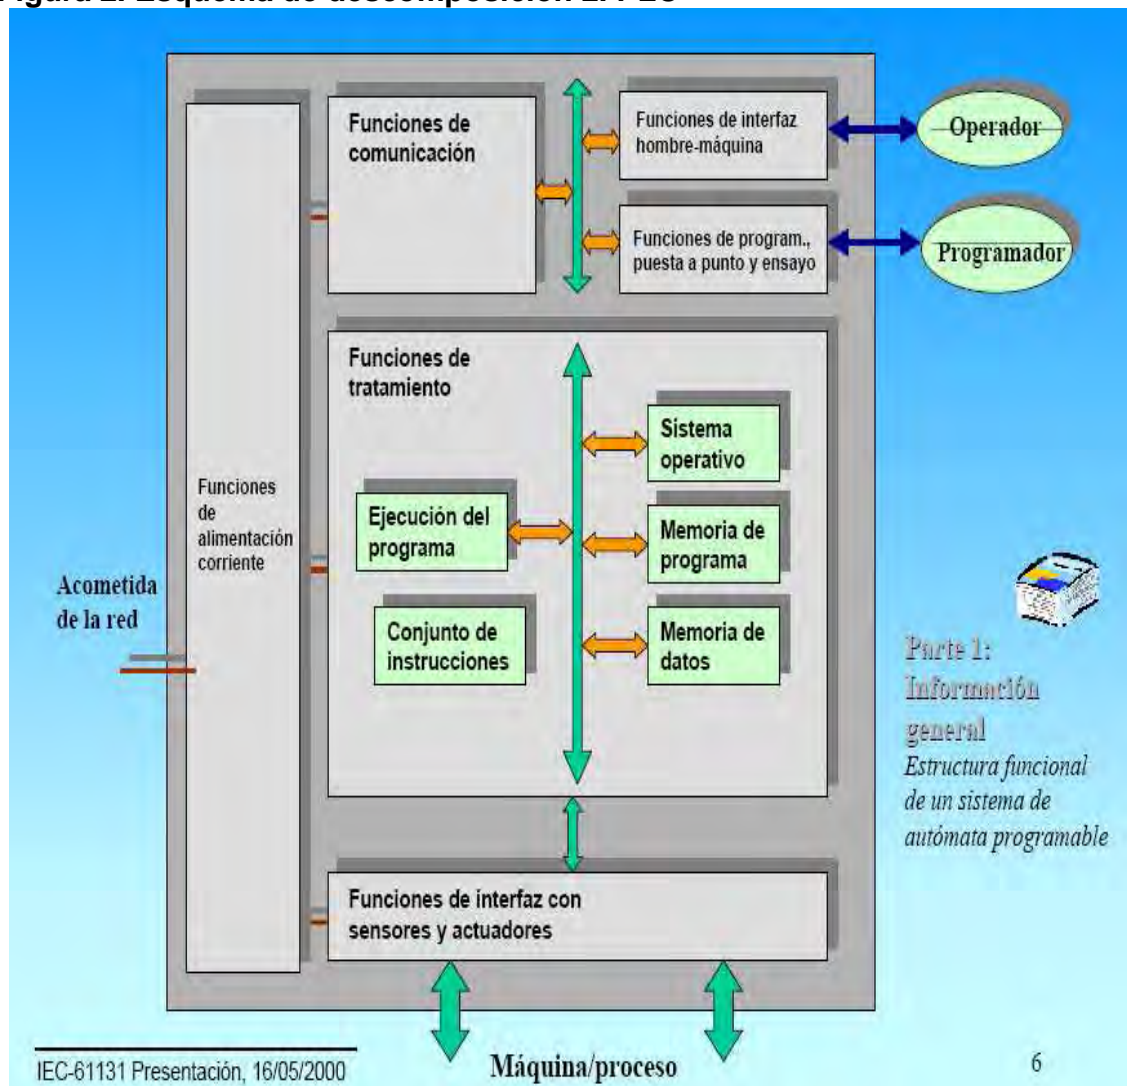 Funciones de
comunicación
Funciones de interfaz
hombre-máquina
Operador
Funciones de program.,
puesta a punto y ensayo
Programador
Funciones de
tratamiento
Sistema
operativo
Funciones
de
alimentación
corriente
Ejecución del
programa
Memoria de
programa
Acometida
de la red
Conjunto de
instrucciones
Memoria de
datos
Parte 1:
Información
general
Estructura funcional
de un sistema de
autómata programable
Funciones de interfaz con
sensores y actuadores
IEC-61131 Presentación, 16/05/2000
Máquina/proceso
6